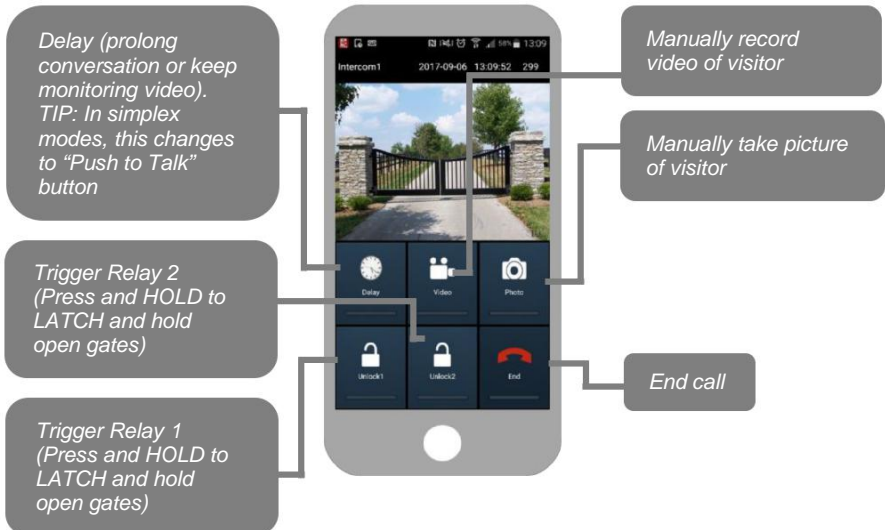 Delay (prolong
conversation or keep
monitoring video).
TIP: In simplex
modes, this changes
to “Push to Talk”
button
Manually record
video of visitor
Manually take picture
of visitor
58% 13:09
Intercom1 2017-09-06 13:09:52 299
Delay Video Photo
Unlock1 Unlock2 End
Trigger Relay 2
(Press and HOLD to
LATCH and hold
open gates)
Trigger Relay 1
(Press and HOLD to
LATCH and hold
open gates)
End call